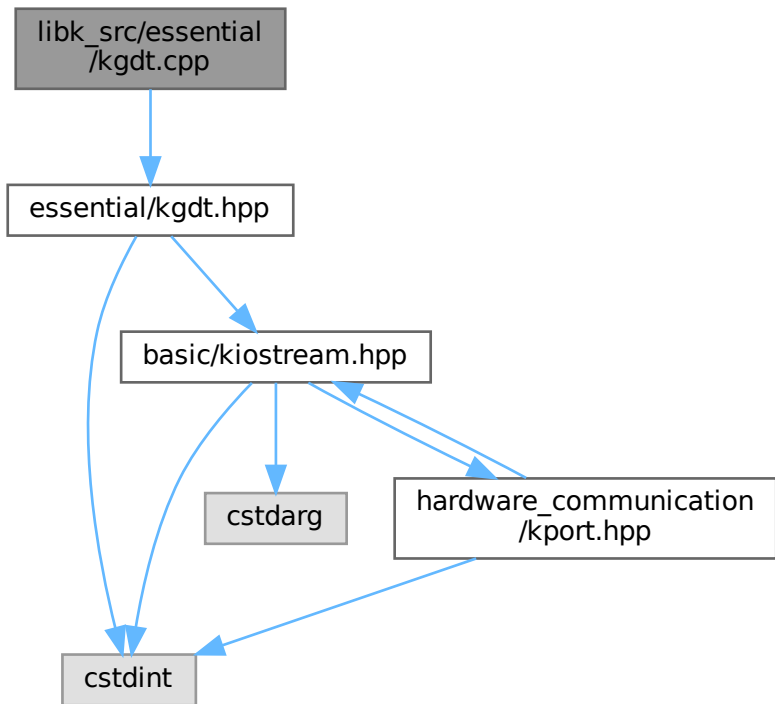 libk_src/essential
/kgdt.cpp
essential/kgdt.hpp
basic/kiostream.hpp
cstdarg
hardware_communication
/kport.hpp
cstdint